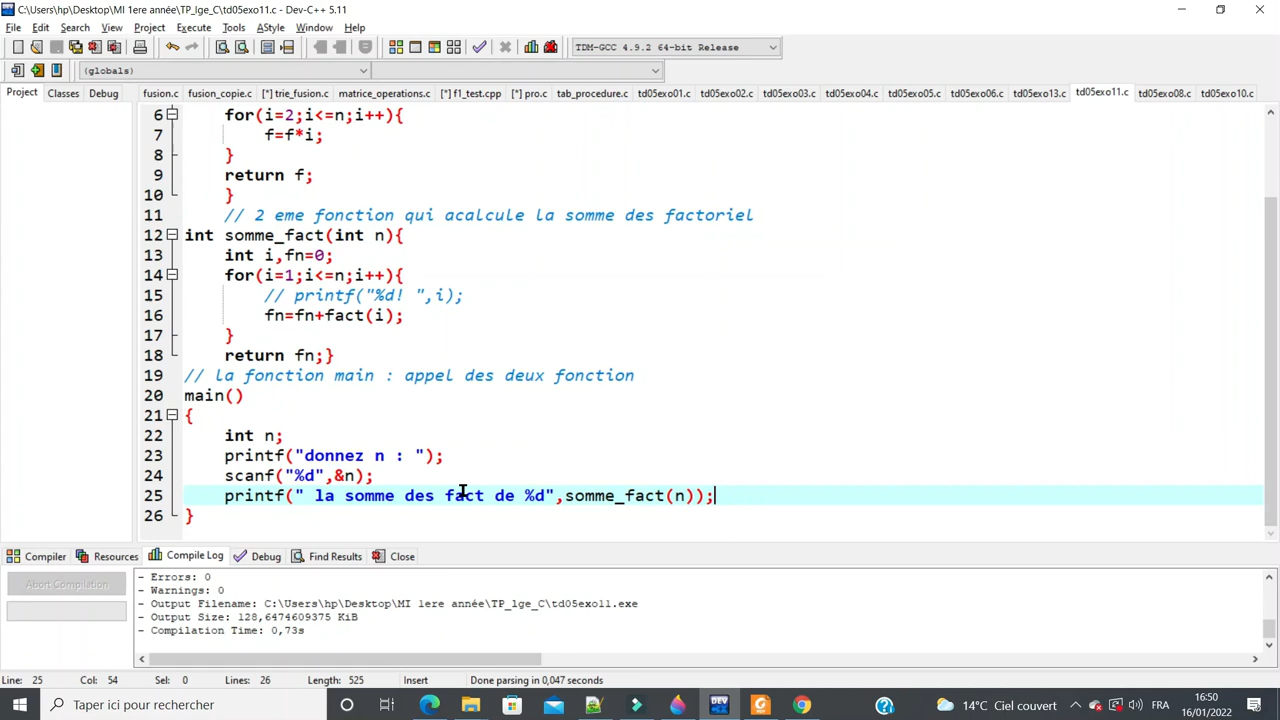 C:\Users\hp\Desktop\MI 1ere année\TP_lge_C\td05exo11.c - Dev-C++ 5.11
File Edit Search View Project Execute Tools AStyle Window Help
TDM-GCC 4.9.2 64-bit Release
(globals)
Project Classes Debug
fusion.c fusion_copie.c [*] trie_fusion.c matrice_operations.c [*] f1_test.cpp [*] pro.c tab_procedure.c td05exo01.c td05exo02.c td05exo03.c td05exo04.c td05exo05.c td05exo06.c td05exo13.c td05exo11.c td05exo08.c td05exo10.c
6 for(i=2;i<=n;i++){
7 f=f*i;
8 }
9 return f;
10 }
11 // 2 eme fonction qui acalcule la somme des factoriel
12 int somme_fact(int n){
13 int i,fn=0;
14 for(i=1;i<=n;i++){
15 // printf("%d! ",i);
16 fn=fn+fact(i);
17 }
18 return fn;}
19 // la fonction main : appel des deux fonction
20 main()
21 {
22 int n;
23 printf("donnez n : ");
24 scanf("%d",&n);
25 printf(" la somme des fact de %d",somme_fact(n));
26 }
Compiler Resources Compile Log Debug Find Results Close
Abort Compilation
- Errors: 0
- Warnings: 0
- Output Filename: C:\Users\hp\Desktop\MI 1ere année\TP_lge_C\td05exo11.exe
- Output Size: 128,6474609375 KiB
- Compilation Time: 0,73s
Line: 25 Col: 54 Sel: 0 Lines: 26 Length: 525 Insert Done parsing in 0,047 seconds
Taper ici pour rechercher
DEV
14°C Ciel couvert
FRA
16:50
16/01/2022